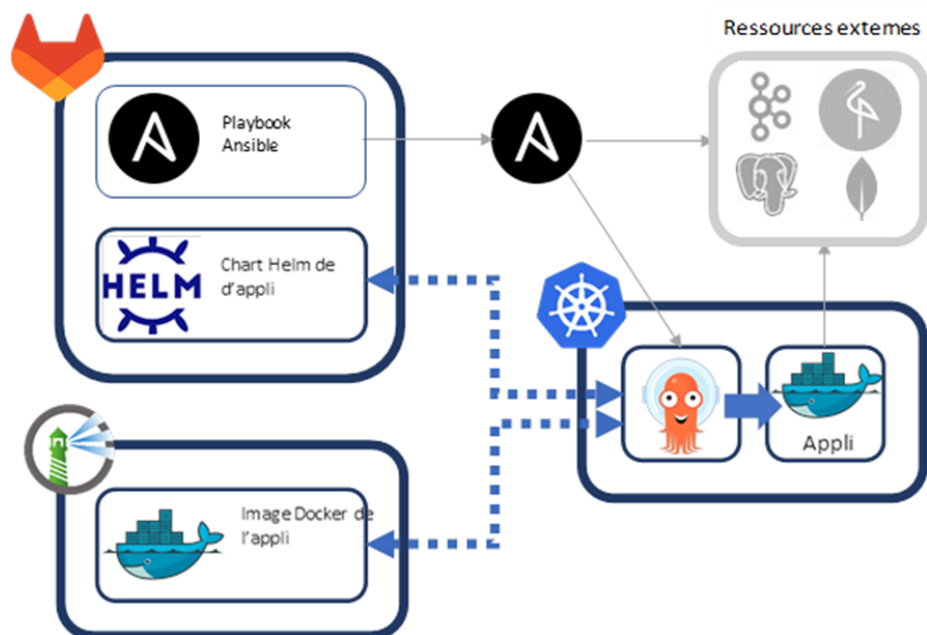 Ressources externes
Playbook
Ansible
HELM
Chart Helm de
d'appli
Appli
Image Docker de
l'appli